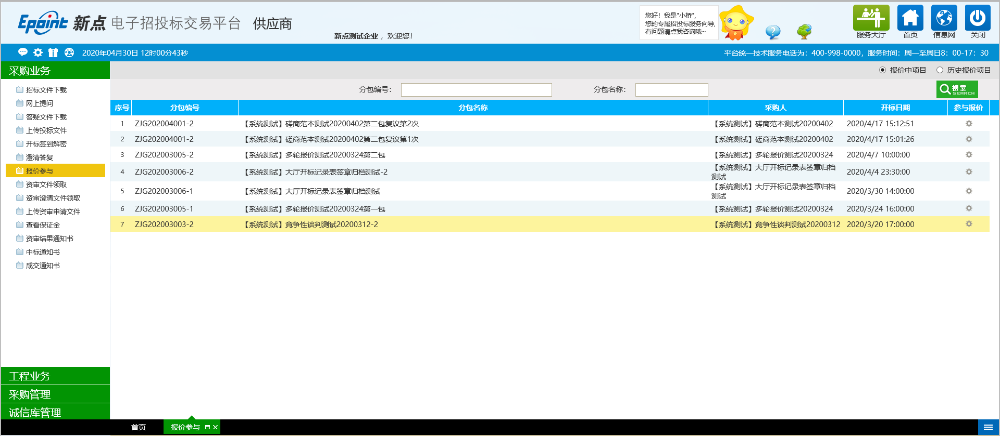 Epoint 新点 电子招投标交易平台 供应商
新点测试企业 ，欢迎您!
您好！我是"小桥",
您的专属招投标服务向导,
有问题请点我咨询哦~
服务大厅 首页 信息网 关闭
2020年04月30日 12时00分43秒
平台统一技术服务电话为：400-998-0000，服务时间：周一至周日8：00-17：30
采购业务
招标文件下载
网上提问
答疑文件下载
上传投标文件
开标签到解密
澄清答复
报价参与
资审文件领取
资审澄清文件领取
上传资审申请文件
查看保证金
资审结果通知书
中标通知书
成交通知书
工程业务
采购管理
诚信库管理
报价中项目 历史报价项目
分包编号： 分包名称： 搜索
SEARCH
序号 分包编号 分包名称 采购人 开标日期 参与报价
1 ZJG202004001-2 【系统测试】磋商范本测试20200402第二包复议第2次 【系统测试】磋商范本测试20200402 2020/4/17 15:12:51
2 ZJG202004001-2 【系统测试】磋商范本测试20200402第二包复议第1次 【系统测试】磋商范本测试20200402 2020/4/17 15:01:26
3 ZJG202003005-2 【系统测试】多轮报价测试20200324第二包 【系统测试】多轮报价测试20200324 2020/4/7 10:00:00
4 ZJG202003006-2 【系统测试】大厅开标记录表签章归档测试-2 【系统测试】大厅开标记录表签章归档
测试 2020/4/4 23:30:00
5 ZJG202003006-1 【系统测试】大厅开标记录表签章归档测试 【系统测试】大厅开标记录表签章归档
测试 2020/3/30 14:00:00
6 ZJG202003005-1 【系统测试】多轮报价测试20200324第一包 【系统测试】多轮报价测试20200324 2020/3/24 16:00:00
7 ZJG202003003-2 【系统测试】竞争性谈判测试20200312-2 【系统测试】竞争性谈判测试20200312 2020/3/20 17:00:00
首页 报价参与